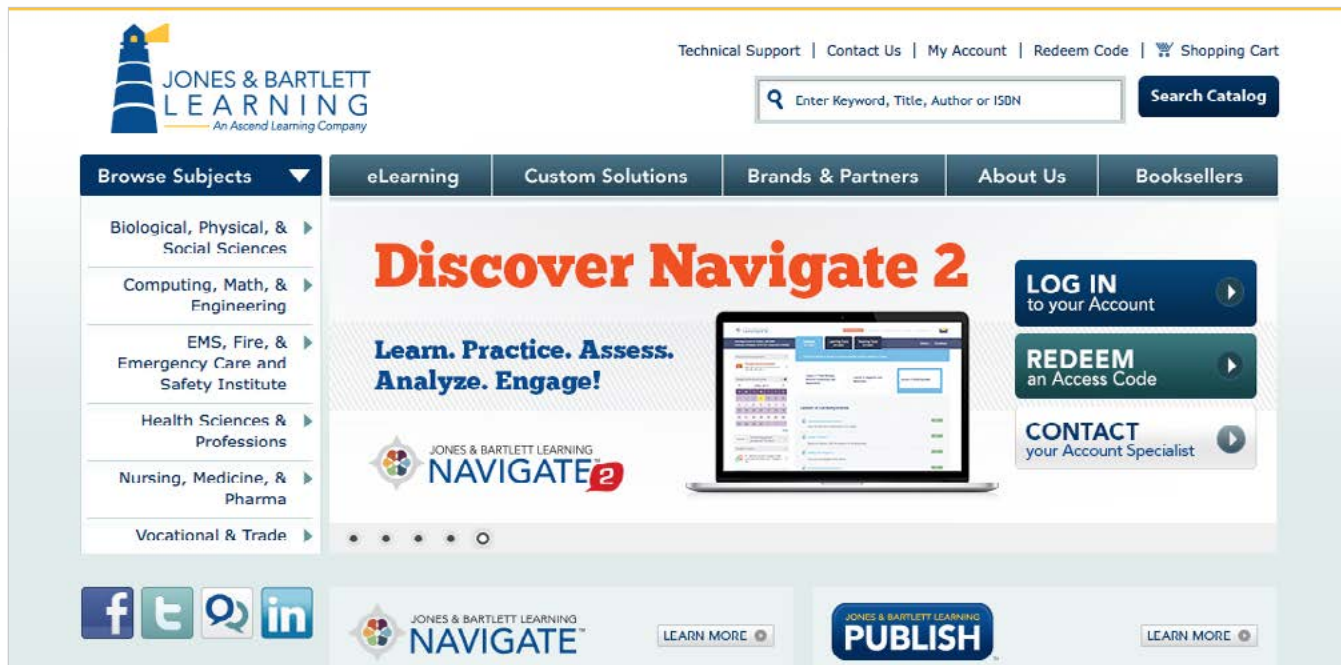 JONES & BARTLETT
LEARNING
An Ascend Learning Company
Technical Support | Contact Us | My Account | Redeem Code | Shopping Cart
Enter Keyword, Title, Author or ISBN
Search Catalog
Browse Subjects
eLearning
Custom Solutions
Brands & Partners
About Us
Booksellers
Biological, Physical, &
Social Sciences
Computing, Math, &
Engineering
EMS, Fire, &
Emergency Care and
Safety Institute
Health Sciences &
Professions
Nursing, Medicine, &
Pharma
Vocational & Trade
Discover Navigate 2
Learn. Practice. Assess.
Analyze. Engage!
JONES & BARTLETT LEARNING
NAVIGATE 2
LOG IN
to your Account
REDEEM
an Access Code
CONTACT
your Account Specialist
f t in
JONES & BARTLETT LEARNING
NAVIGATE™
LEARN MORE
JONES & BARTLETT LEARNING
PUBLISH
LEARN MORE